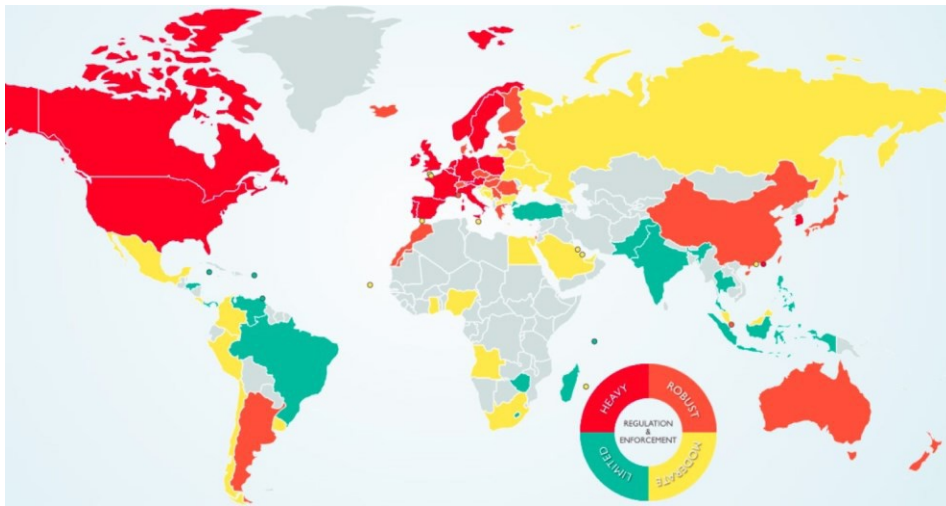 HEAVY
ROBUST
REGULATION
&
ENFORCEMENT
LIMITED
MODERATE